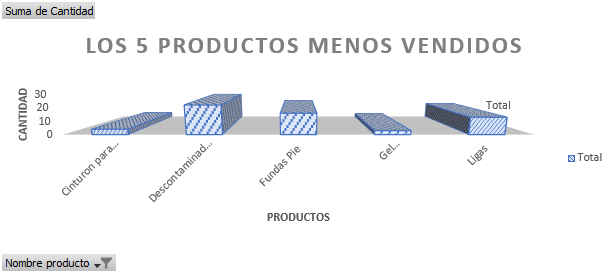 Suma de Cantidad
LOS 5 PRODUCTOS MENOS VENDIDOS
CANTIDAD
30
20
10
0
Total
Cinturon para...
Descontaminad...
Fundas Pie
Gel...
Ligas
Total
PRODUCTOS
Nombre producto